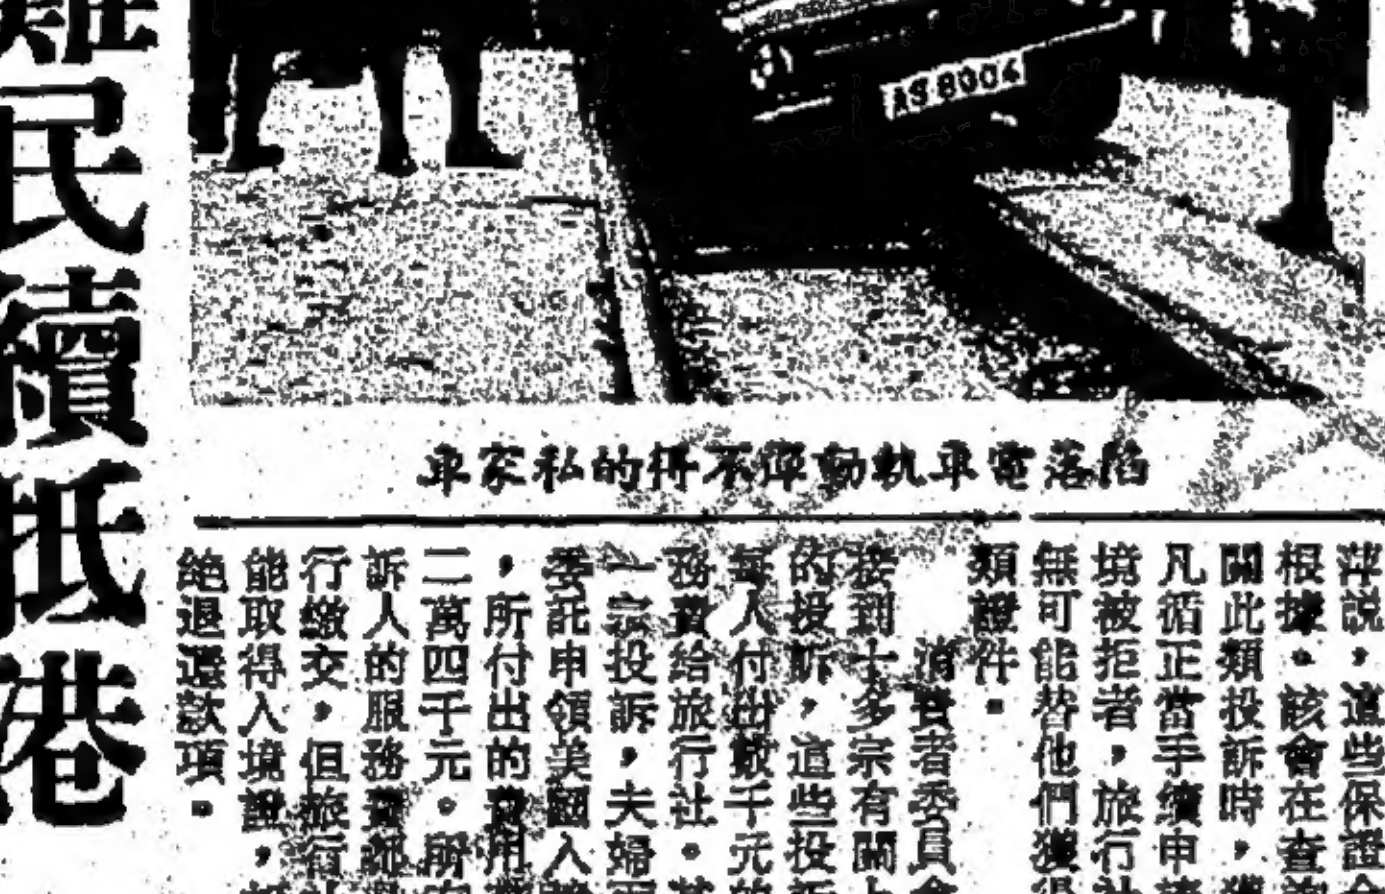 難民續抵港
AS8004
陷落電車軌動彈不得的私家車
萍說，這些保證
根據。該會在查
開此類投訴時，
凡循正當手續申
境被拒者，旅行社
無可能替他們獲得
類證件。
消費者委員會
接到十多宗有關
的投訴，這些投訴
每人付出數千元的
務費給旅行社。其
一宗投訴，夫婦
委託申領美國入
，所付出的費用
二萬四千元。所
訴人的服務費
行繳交，但旅行社
能取得入境證，
絕退還款項。